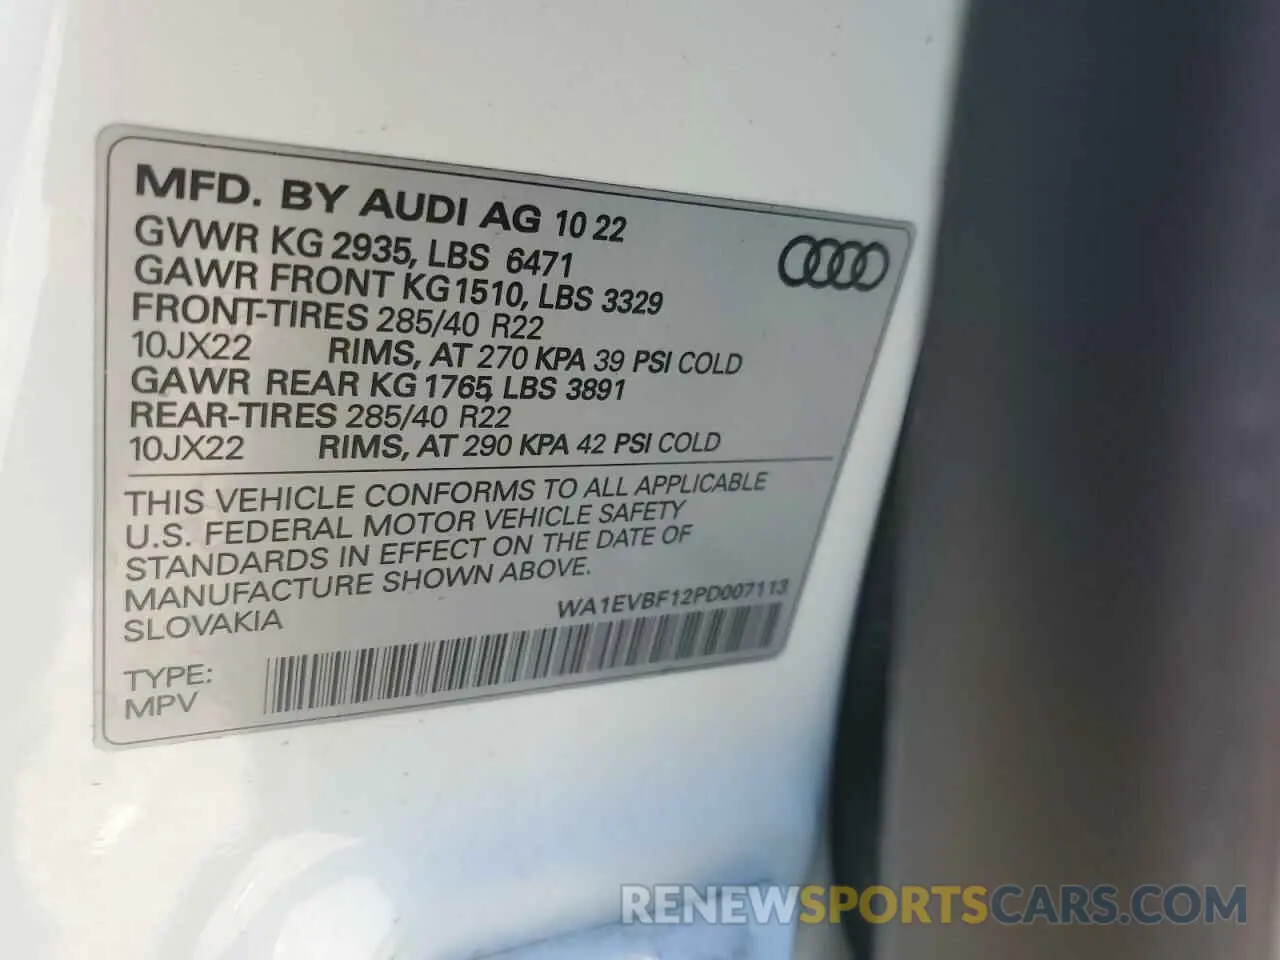 MFD. BY AUDI AG 10 22
GVWR KG 2935, LBS 6471
GAWR FRONT KG 1510, LBS 3329
FRONT-TIRES 285/40 R22
10JX22 RIMS, AT 270 KPA 39 PSI COLD
GAWR REAR KG 1765, LBS 3891
REAR-TIRES 285/40 R22
10JX22 RIMS, AT 290 KPA 42 PSI COLD
THIS VEHICLE CONFORMS TO ALL APPLICABLE
U.S. FEDERAL MOTOR VEHICLE SAFETY
STANDARDS IN EFFECT ON THE DATE OF
MANUFACTURE SHOWN ABOVE.
SLOVAKIA
WA1EVBF12PD007113
TYPE:
MPV
RENEWSPORTSCARS.COM